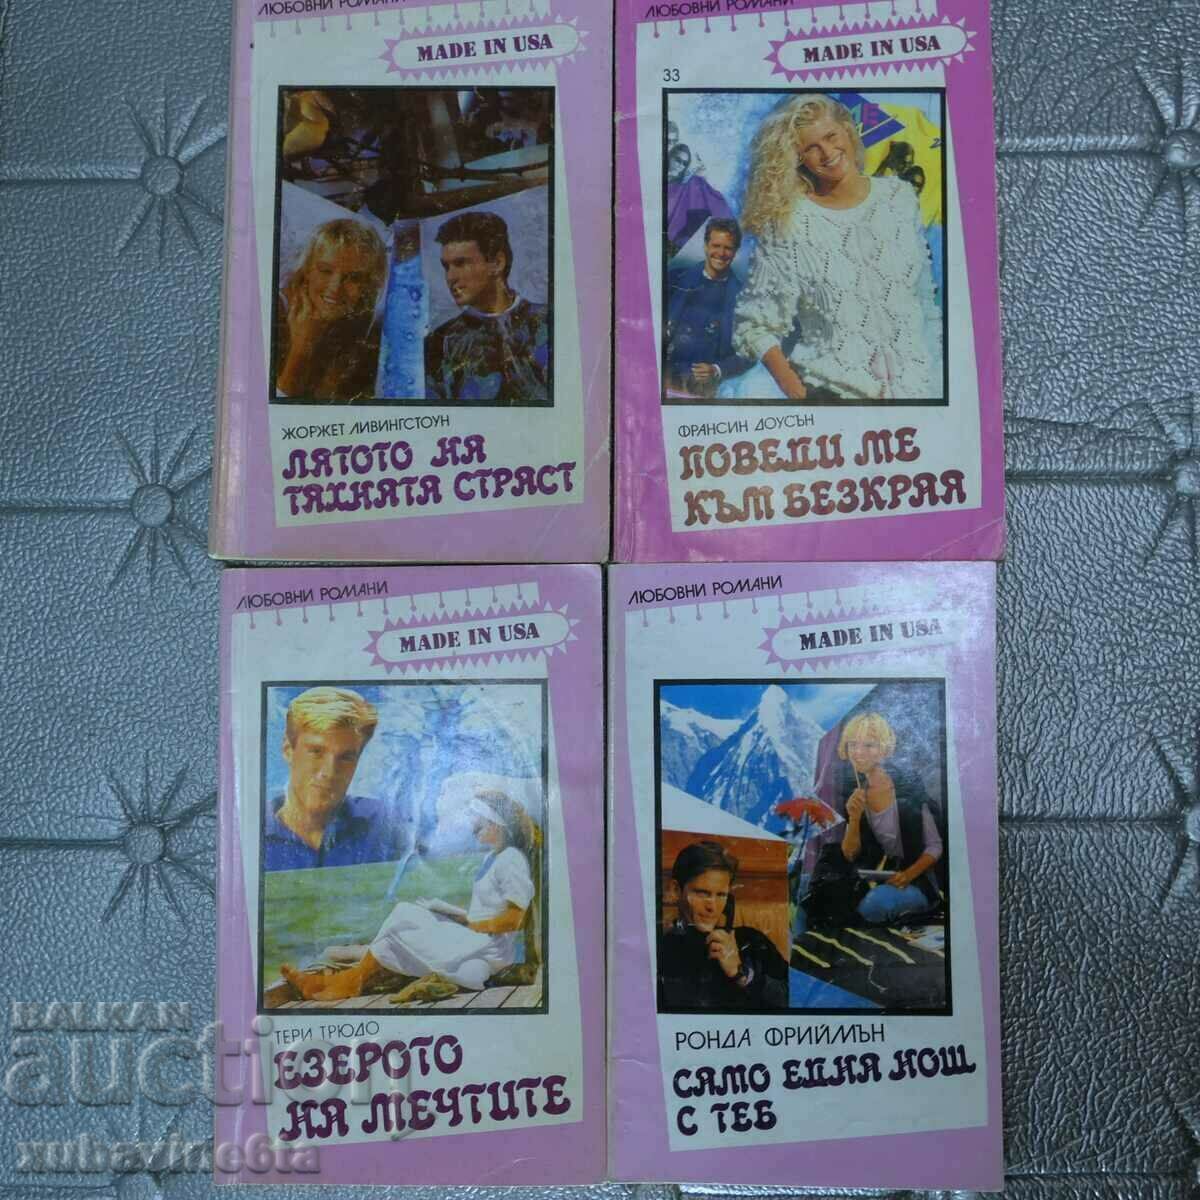 ЛЮБОВНИ РОМАНИ
MADE IN USA
ЖОРЖЕТ ЛИВИНГСТОУН
ЛЯТОТО НА
ТЯХНАТА СТРАСТ
ЛЮБОВНИ РОМАНИ
MADE IN USA
33
ФРАНСИН ДОУСЪН
ПОВЕДИ МЕ
КЪМ БЕЗКРАЯ
ЛЮБОВНИ РОМАНИ
MADE IN USA
ТЕРИ ТРЮДО
ЕЗЕРОТО
НА МЕЧТИТЕ
ЛЮБОВНИ РОМАНИ
MADE IN USA
РОНДА ФРИЙМЪН
САМО ЕДНА НОЩ
С ТЕБ
BALKAN
auction
xubavine6ta